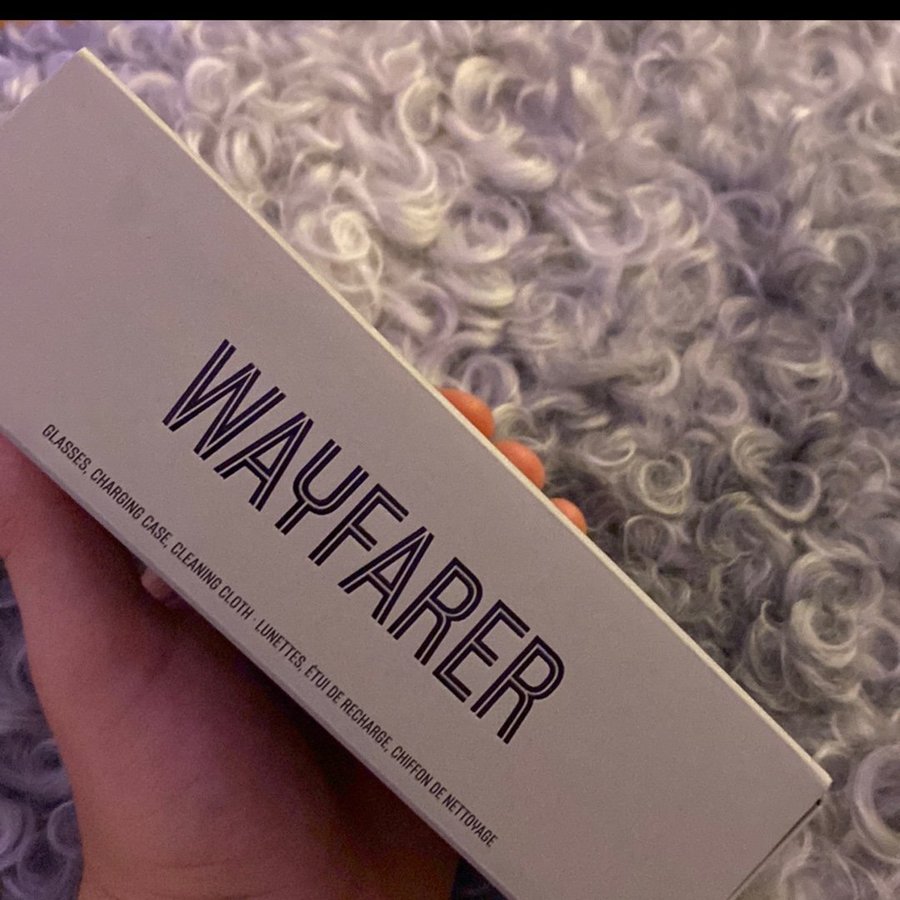 WAYFARER
GLASSES, CHARGING CASE, CLEANING CLOTH · LUNETTES, ÉTUI DE RECHARGE, CHIFFON DE NETTOYAGE